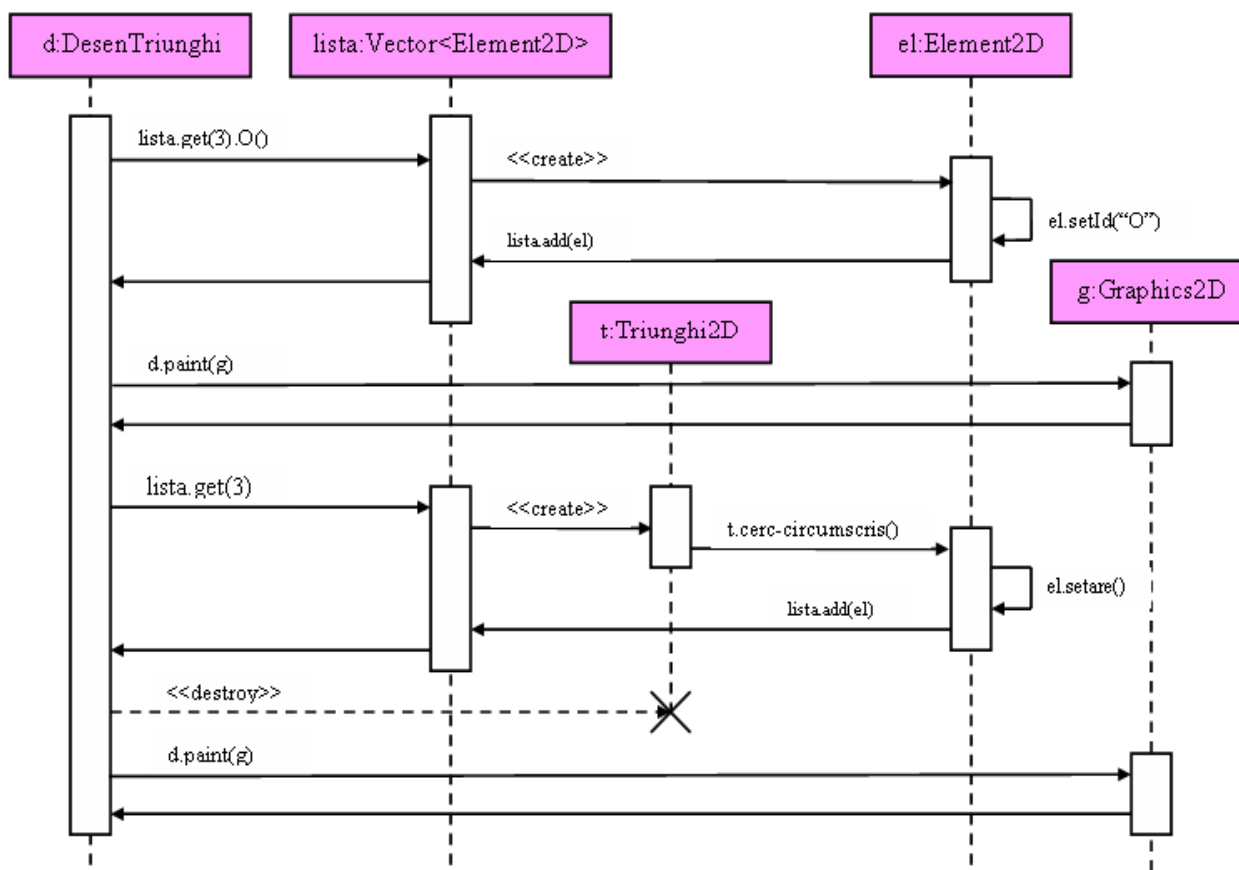 d:DesenTriunghi
lista:Vector<Element2D>
el:Element2D
lista.get(3).O()
<<create>>
el.setId(“O”)
lista.add(el)
g:Graphics2D
t:Triunghi2D
d.paint(g)
lista.get(3)
<<create>>
t.cerc-circumscris()
el.setare()
lista.add(el)
<<destroy>>
d.paint(g)